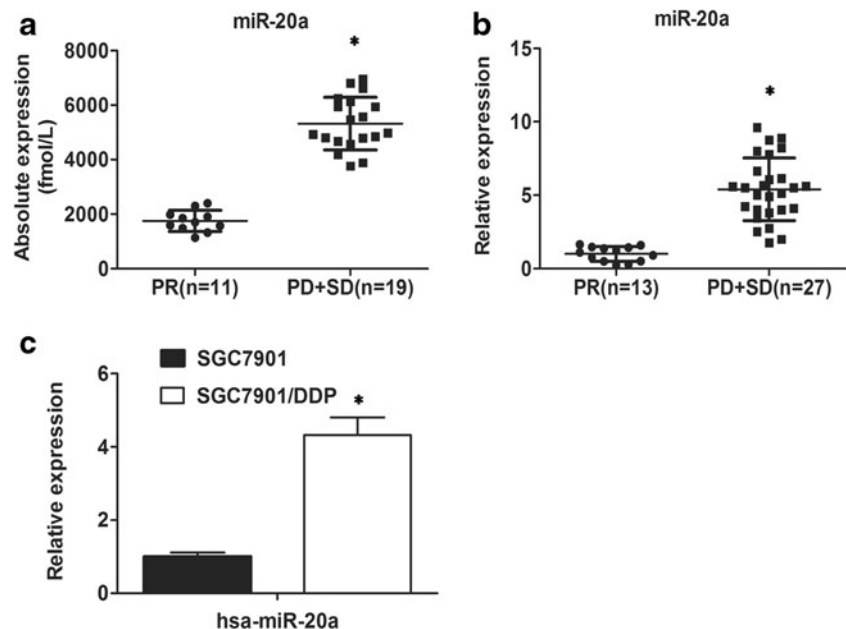 a
miR-20a
Absolute expression
(fmol/L)
8000
6000
4000
2000
0
*
PR(n=11)
PD+SD(n=19)
b
miR-20a
Relative expression
15
10
5
0
*
PR(n=13)
PD+SD(n=27)
c
SGC7901
SGC7901/DDP
Relative expression
6
4
2
0
*
hsa-miR-20a